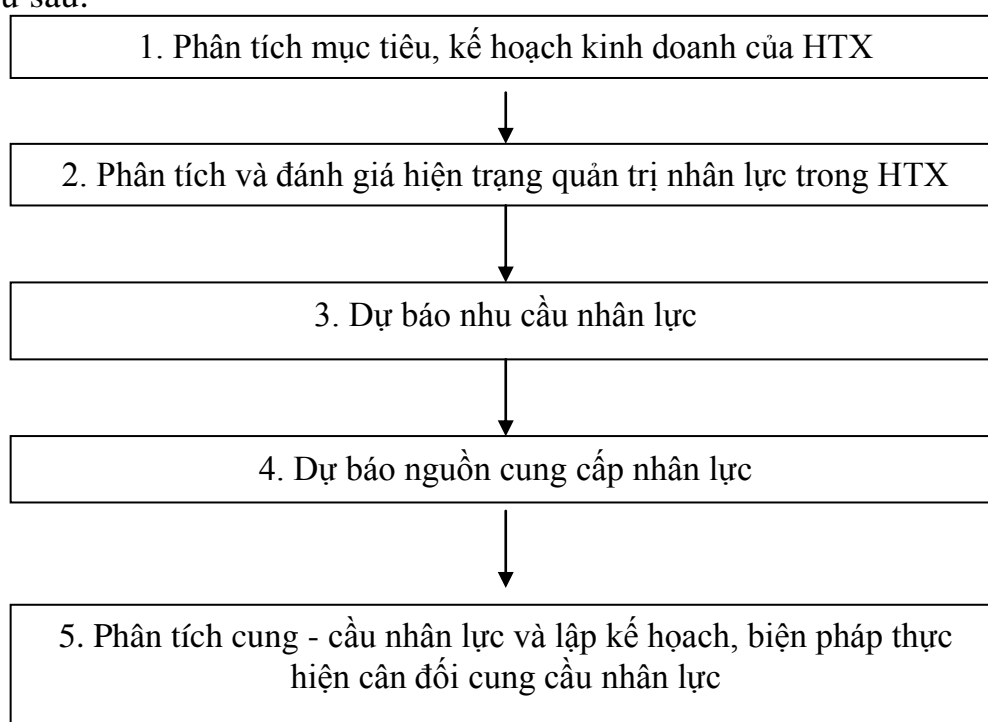 sau:
1. Phân tích mục tiêu, kế hoạch kinh doanh của HTX
2. Phân tích và đánh giá hiện trạng quản trị nhân lực trong HTX
3. Dự báo nhu cầu nhân lực
4. Dự báo nguồn cung cấp nhân lực
5. Phân tích cung - cầu nhân lực và lập kế họach, biện pháp thực
hiện cân đối cung cầu nhân lực